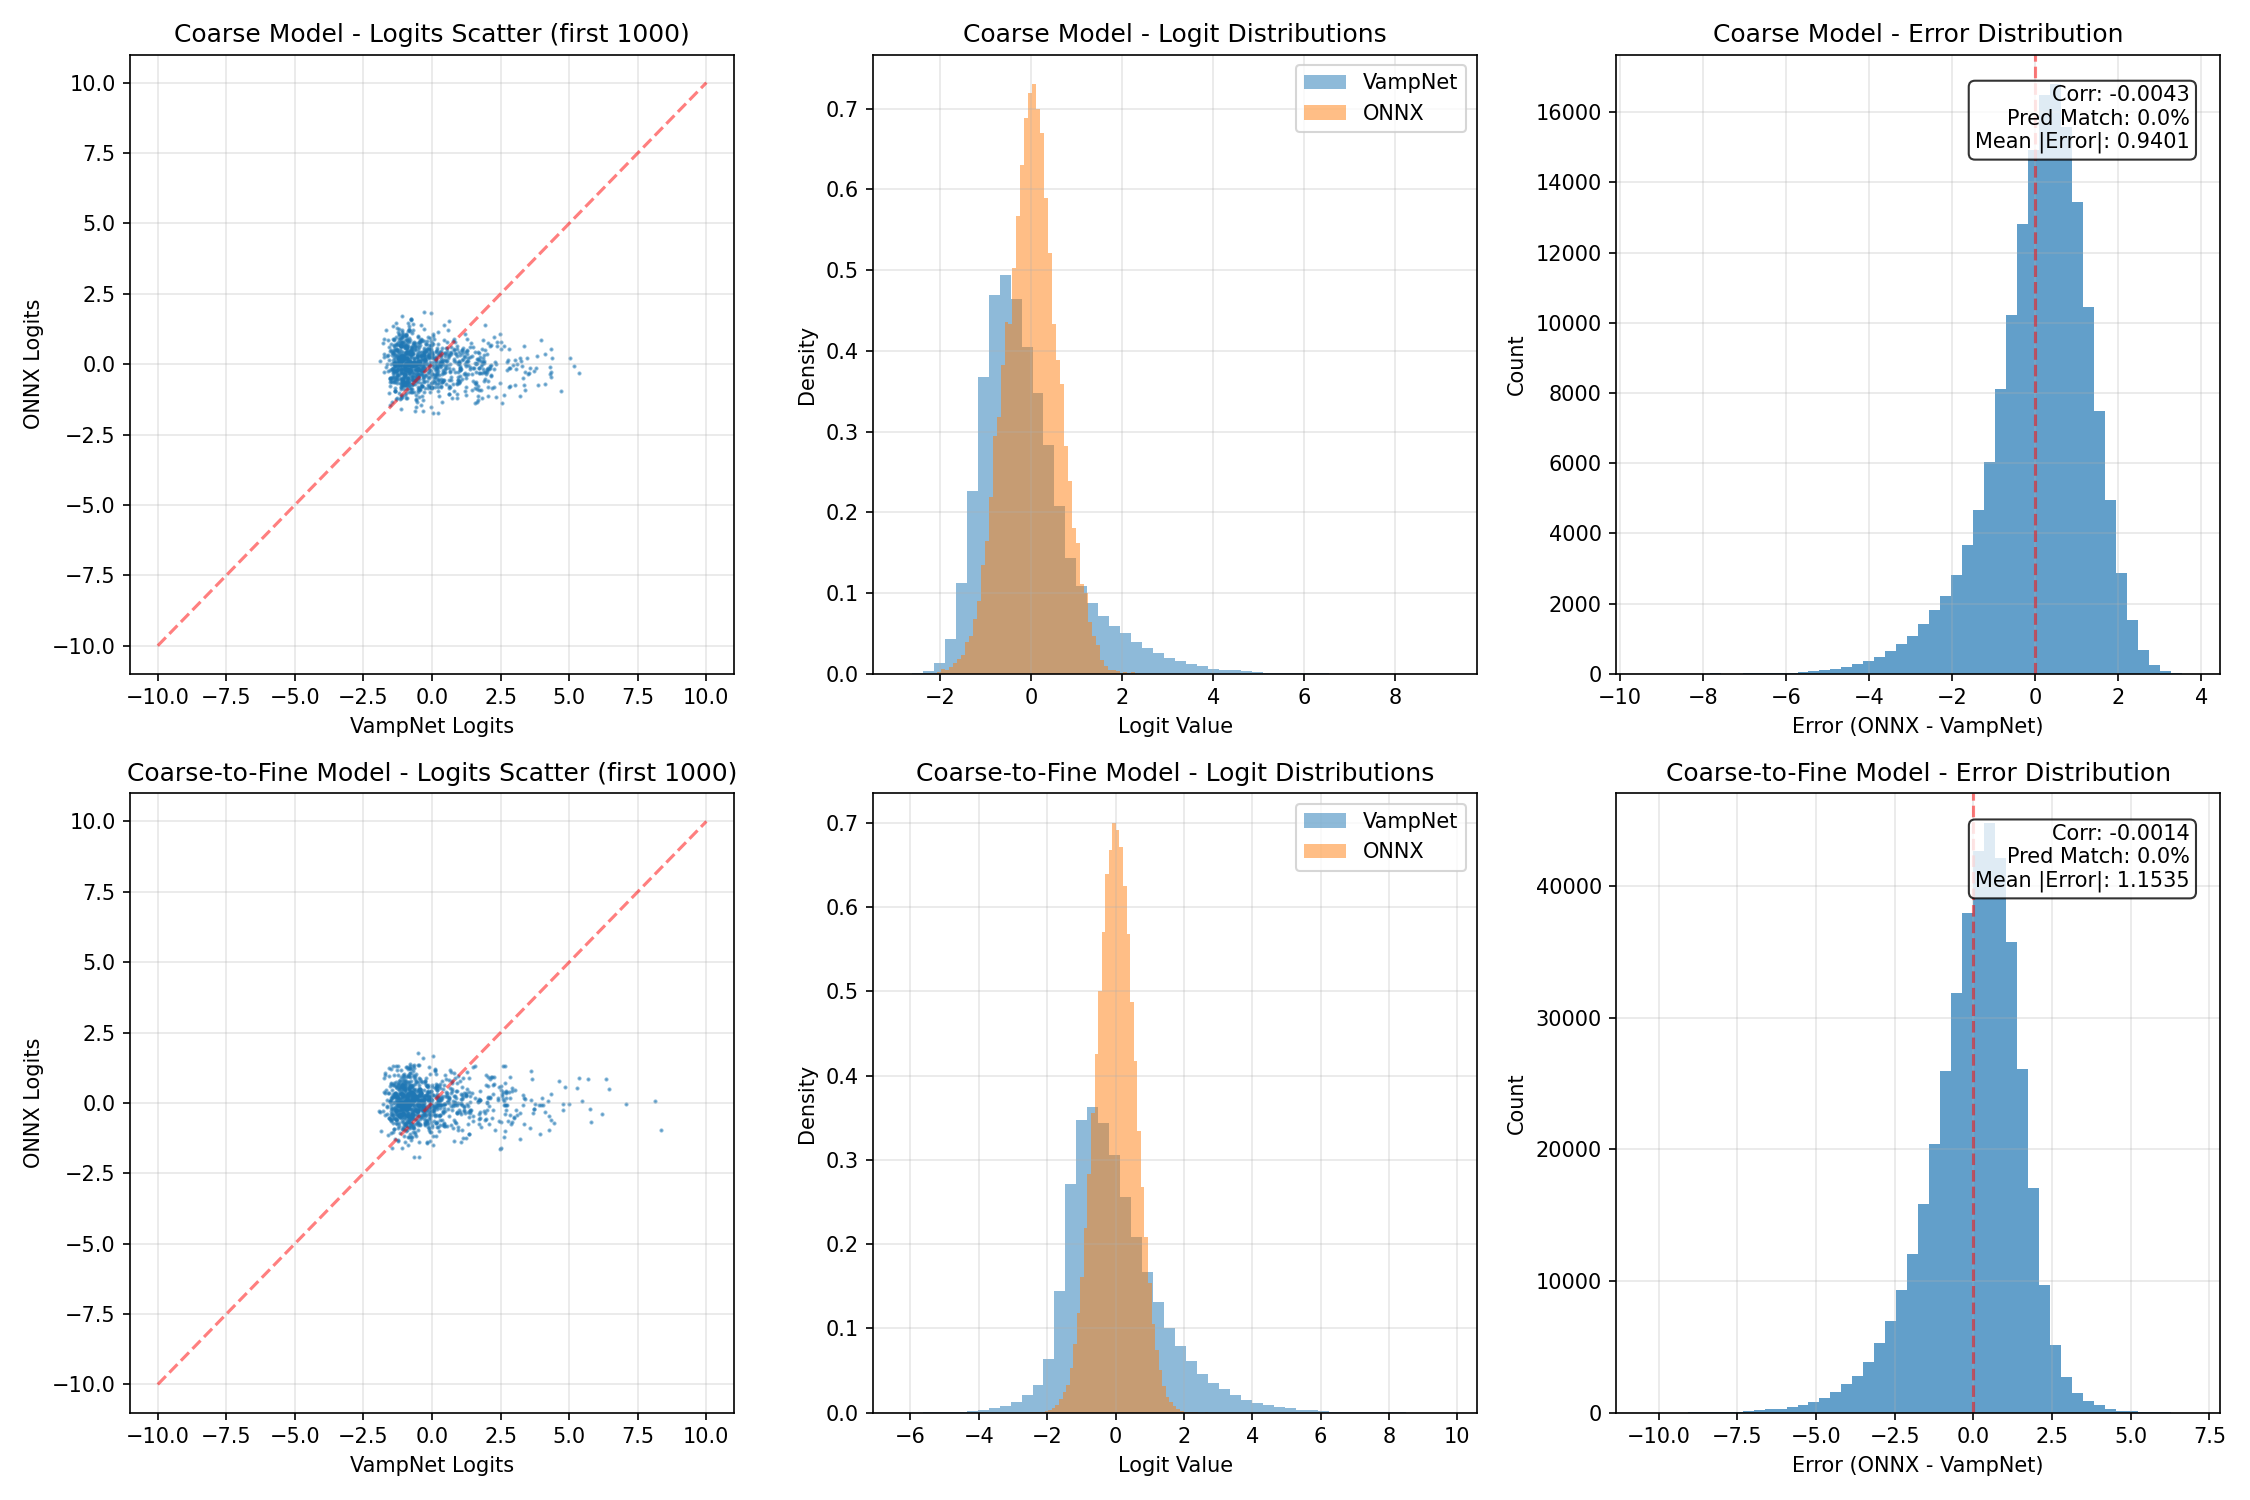 Coarse Model - Logits Scatter (first 1000)
10.0
7.5
5.0
2.5
0.0
−2.5
−5.0
−7.5
−10.0
ONNX Logits
−10.0 −7.5 −5.0 −2.5 0.0 2.5 5.0 7.5 10.0
VampNet Logits
Coarse Model - Logit Distributions
VampNet
ONNX
0.7
0.6
0.5
0.4
0.3
0.2
0.1
0.0
Density
−2 0 2 4 6 8
Logit Value
Coarse Model - Error Distribution
Corr: -0.0043
Pred Match: 0.0%
Mean |Error|: 0.9401
16000
14000
12000
10000
8000
6000
4000
2000
0
Count
−10 −8 −6 −4 −2 0 2 4
Error (ONNX - VampNet)
Coarse-to-Fine Model - Logits Scatter (first 1000)
10.0
7.5
5.0
2.5
0.0
−2.5
−5.0
−7.5
−10.0
ONNX Logits
−10.0 −7.5 −5.0 −2.5 0.0 2.5 5.0 7.5 10.0
VampNet Logits
Coarse-to-Fine Model - Logit Distributions
VampNet
ONNX
0.7
0.6
0.5
0.4
0.3
0.2
0.1
0.0
Density
−6 −4 −2 0 2 4 6 8 10
Logit Value
Coarse-to-Fine Model - Error Distribution
Corr: -0.0014
Pred Match: 0.0%
Mean |Error|: 1.1535
40000
30000
20000
10000
0
Count
−10.0 −7.5 −5.0 −2.5 0.0 2.5 5.0 7.5
Error (ONNX - VampNet)